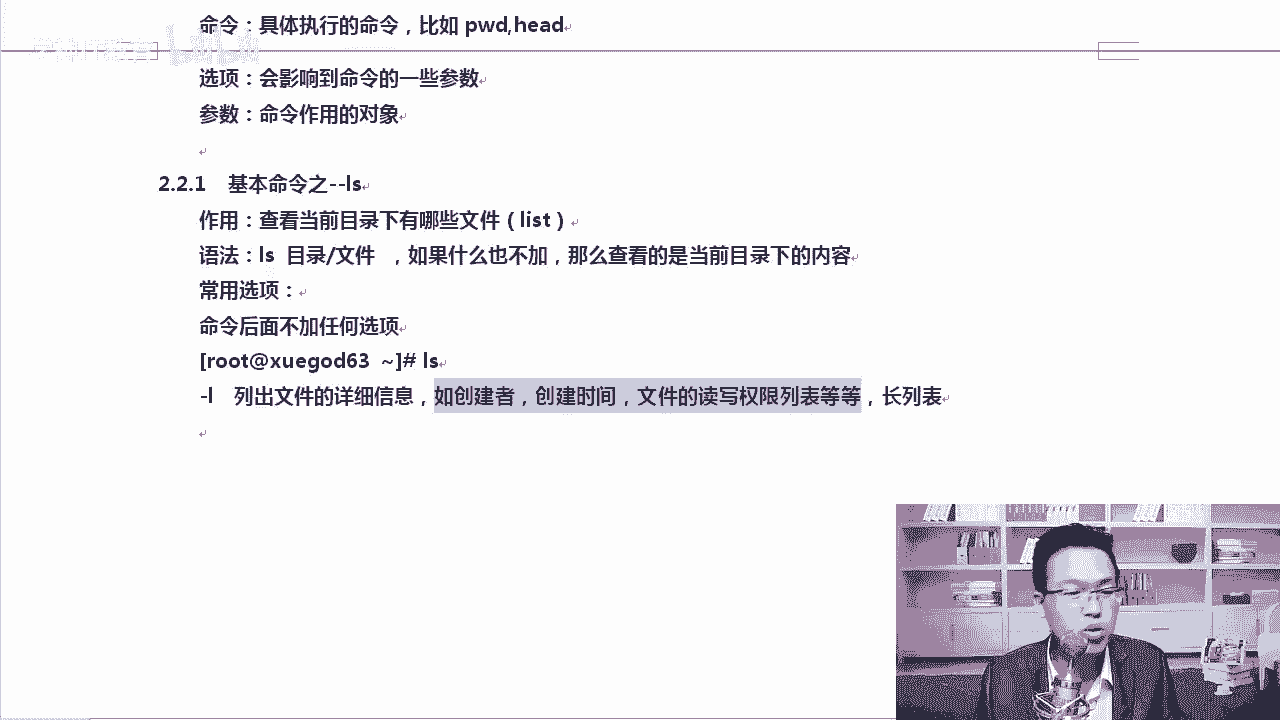 命令：具体执行的命令，比如 pwd,head
选项：会影响到命令的一些参数
参数：命令作用的对象
2.2.1 基本命令之--ls
作用：查看当前目录下有哪些文件（list）
语法：ls 目录/文件 ，如果什么也不加，那么查看的是当前目录下的内容
常用选项：
命令后面不加任何选项
[root@xuegod63 ~]# ls
-l 列出文件的详细信息，如创建者，创建时间，文件的读写权限列表等等，长列表